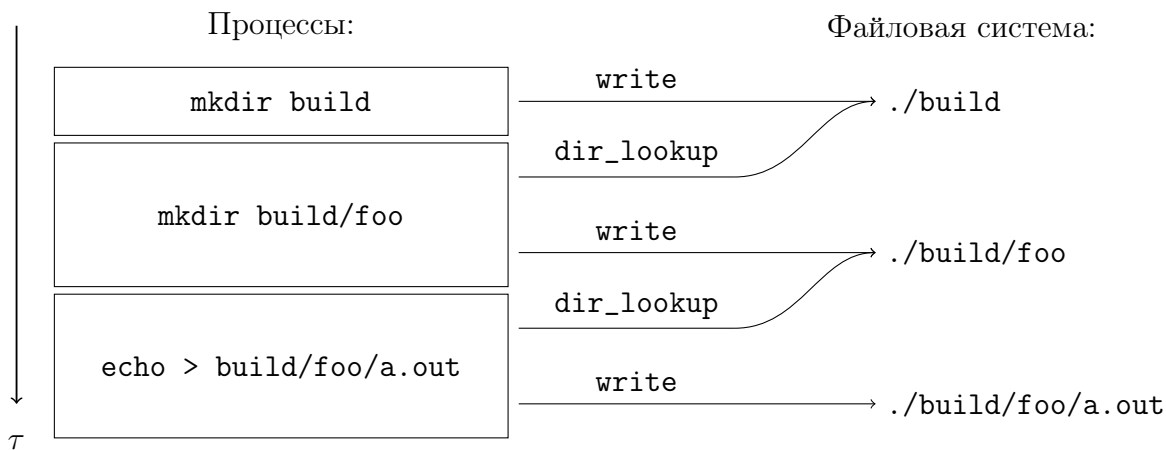 Процессы:
Файловая система:
mkdir build
write
./build
dir_lookup
mkdir build/foo
write
./build/foo
dir_lookup
echo > build/foo/a.out
write
./build/foo/a.out
τ